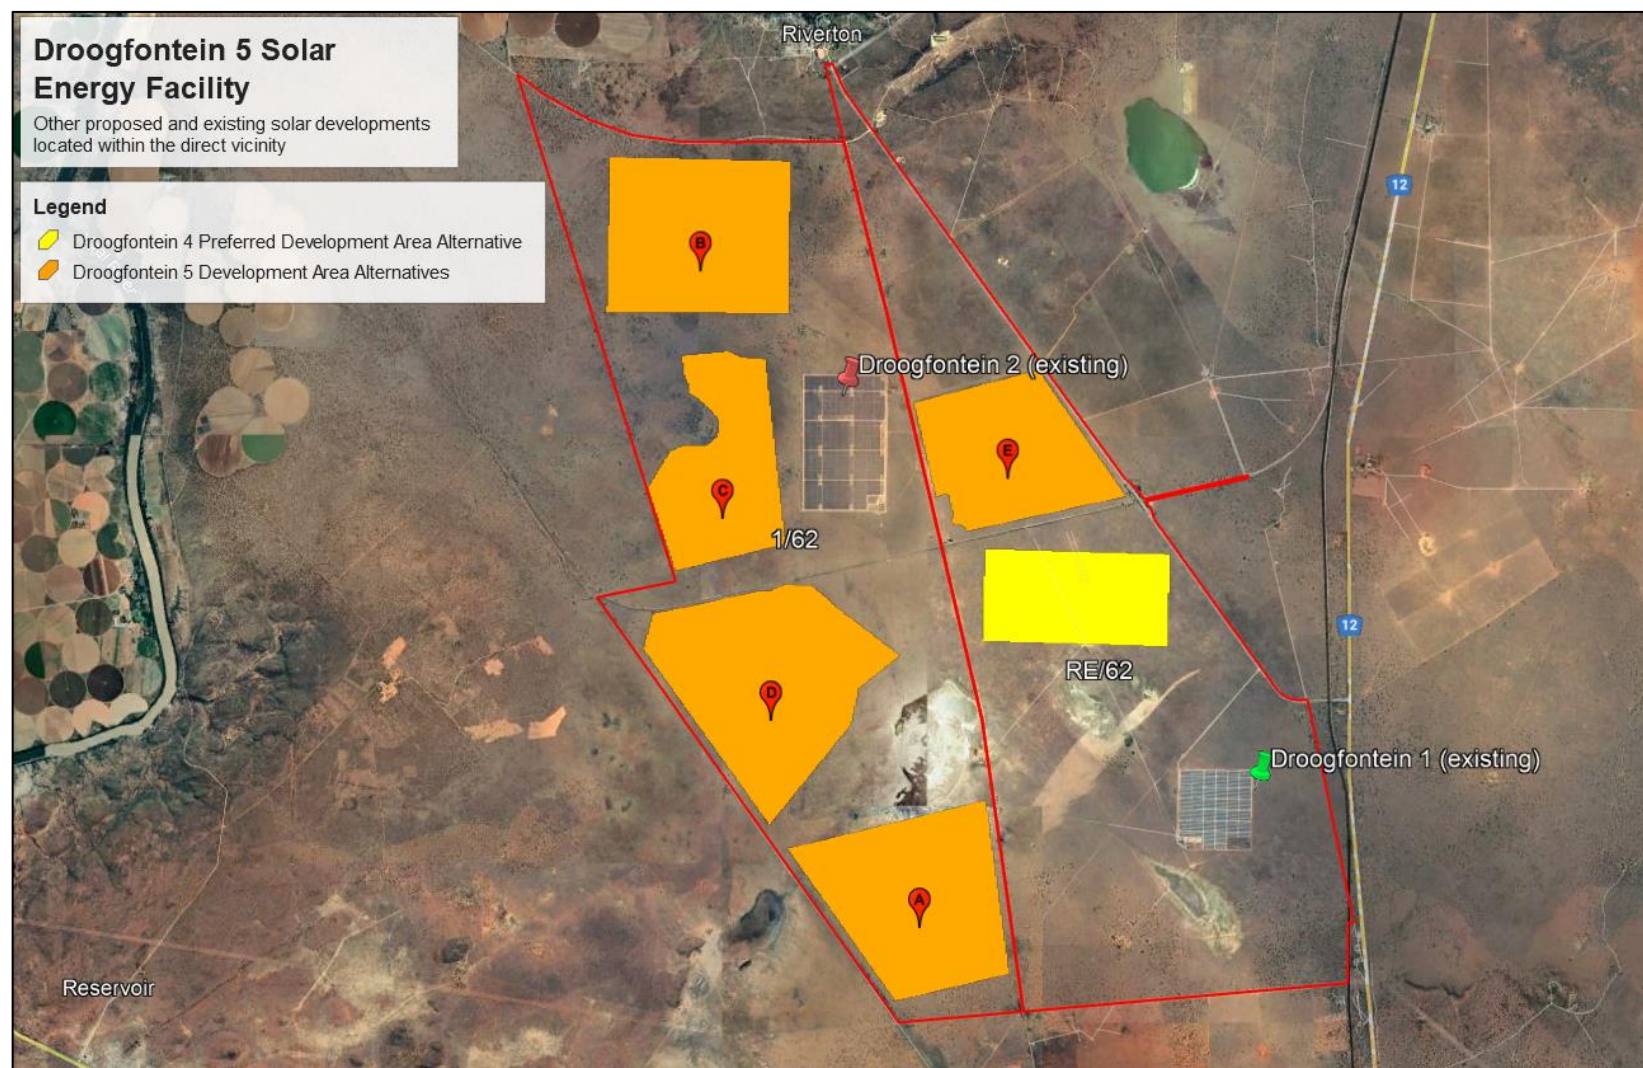 Droogfontein 5 Solar
Energy Facility
Other proposed and existing solar developments
located within the direct vicinity
Legend
Droogfontein 4 Preferred Development Area Alternative
Droogfontein 5 Development Area Alternatives
Riverton
12
B
Droogfontein 2 (existing)
E
C
1/62
12
RE/62
D
Droogfontein 1 (existing)
A
Reservoir